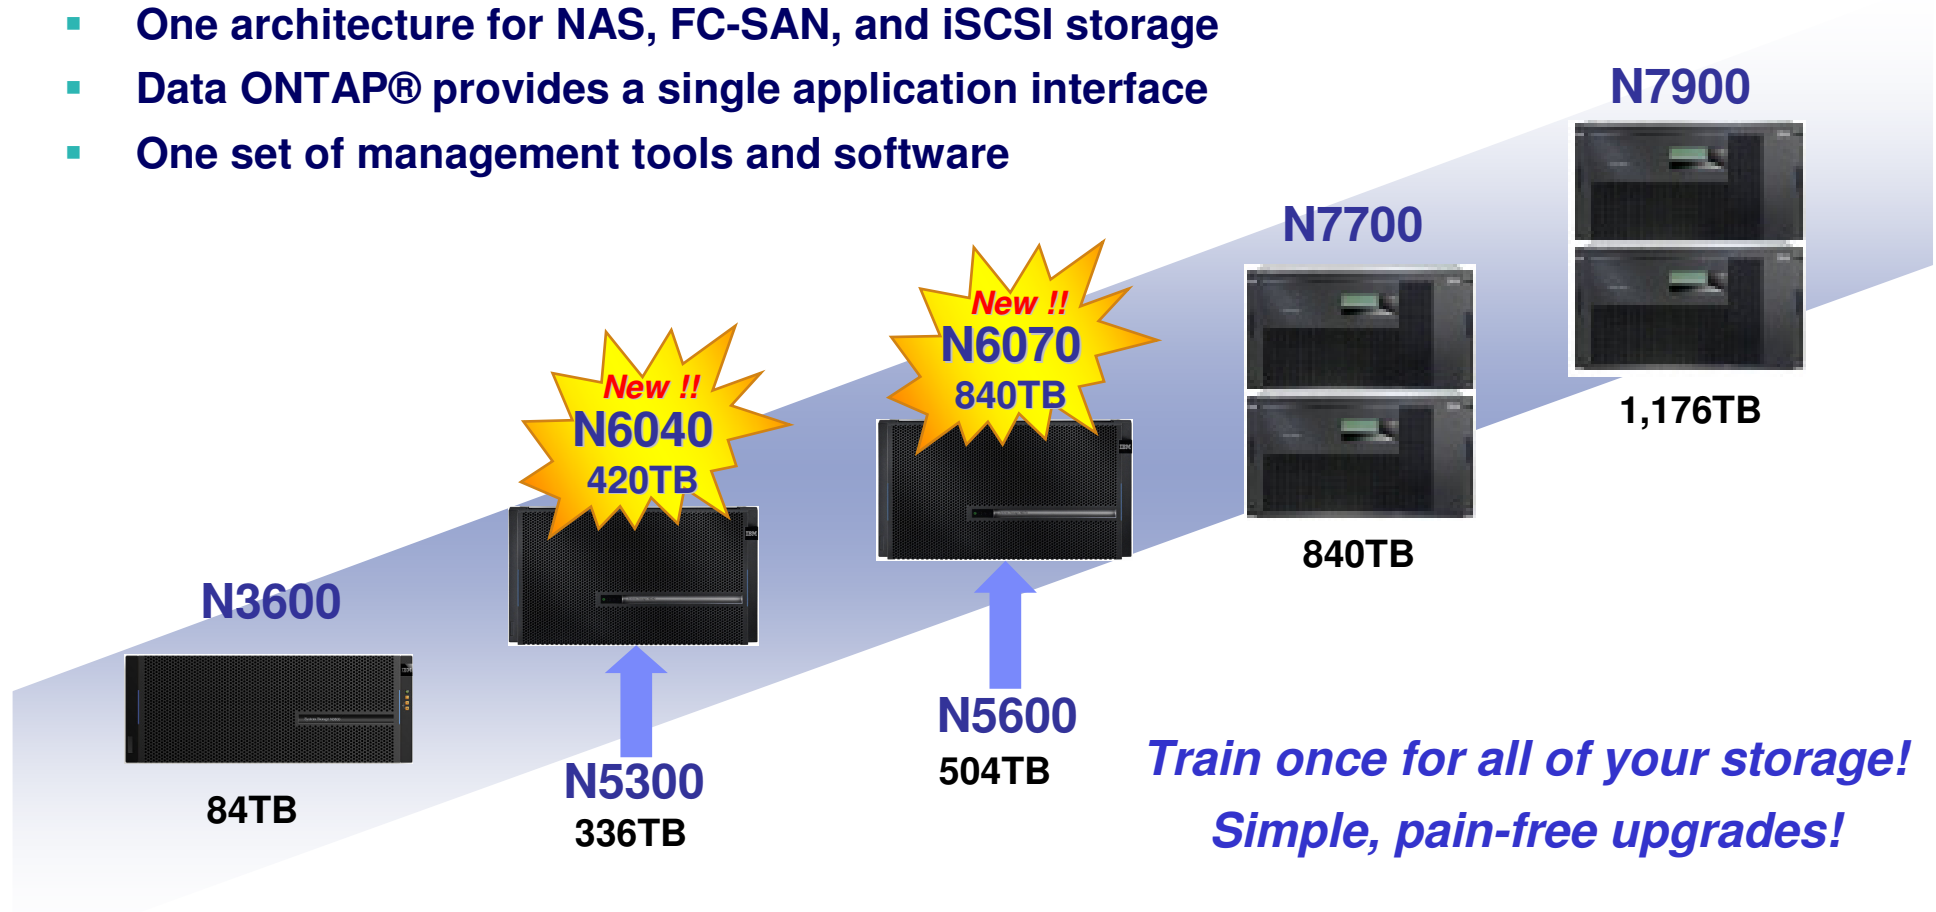 ▪ One architecture for NAS, FC-SAN, and iSCSI storage
▪ Data ONTAP® provides a single application interface
▪ One set of management tools and software
N7900
1,176TB
N7700
840TB
New !!
N6070
840TB
N5600
504TB
New !!
N6040
420TB
N5300
336TB
N3600
84TB
IBM
IBM
Train once for all of your storage!
Simple, pain-free upgrades!